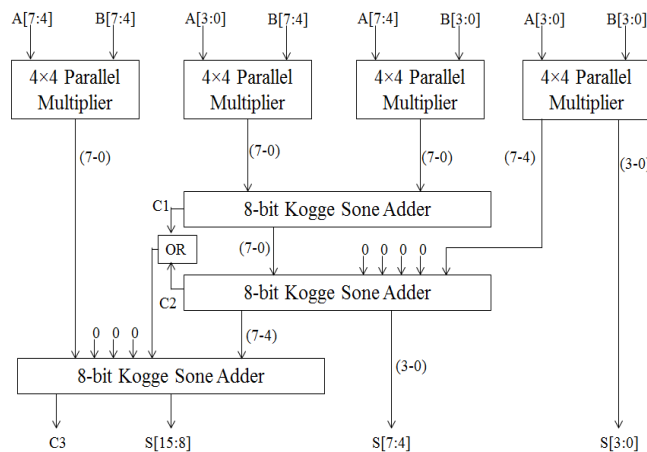 A[7:4] B[7:4] A[3:0] B[7:4] A[7:4] B[3:0] A[3:0] B[3:0]
4×4 Parallel Multiplier
4×4 Parallel Multiplier
4×4 Parallel Multiplier
4×4 Parallel Multiplier
(7-0) (7-0) (7-0) (7-4) (3-0)
C1
8-bit Kogge Sone Adder
OR
(7-0)
0 0 0 0
C2
8-bit Kogge Sone Adder
0 0 0
(7-4)
(3-0)
8-bit Kogge Sone Adder
C3 S[15:8] S[7:4] S[3:0]